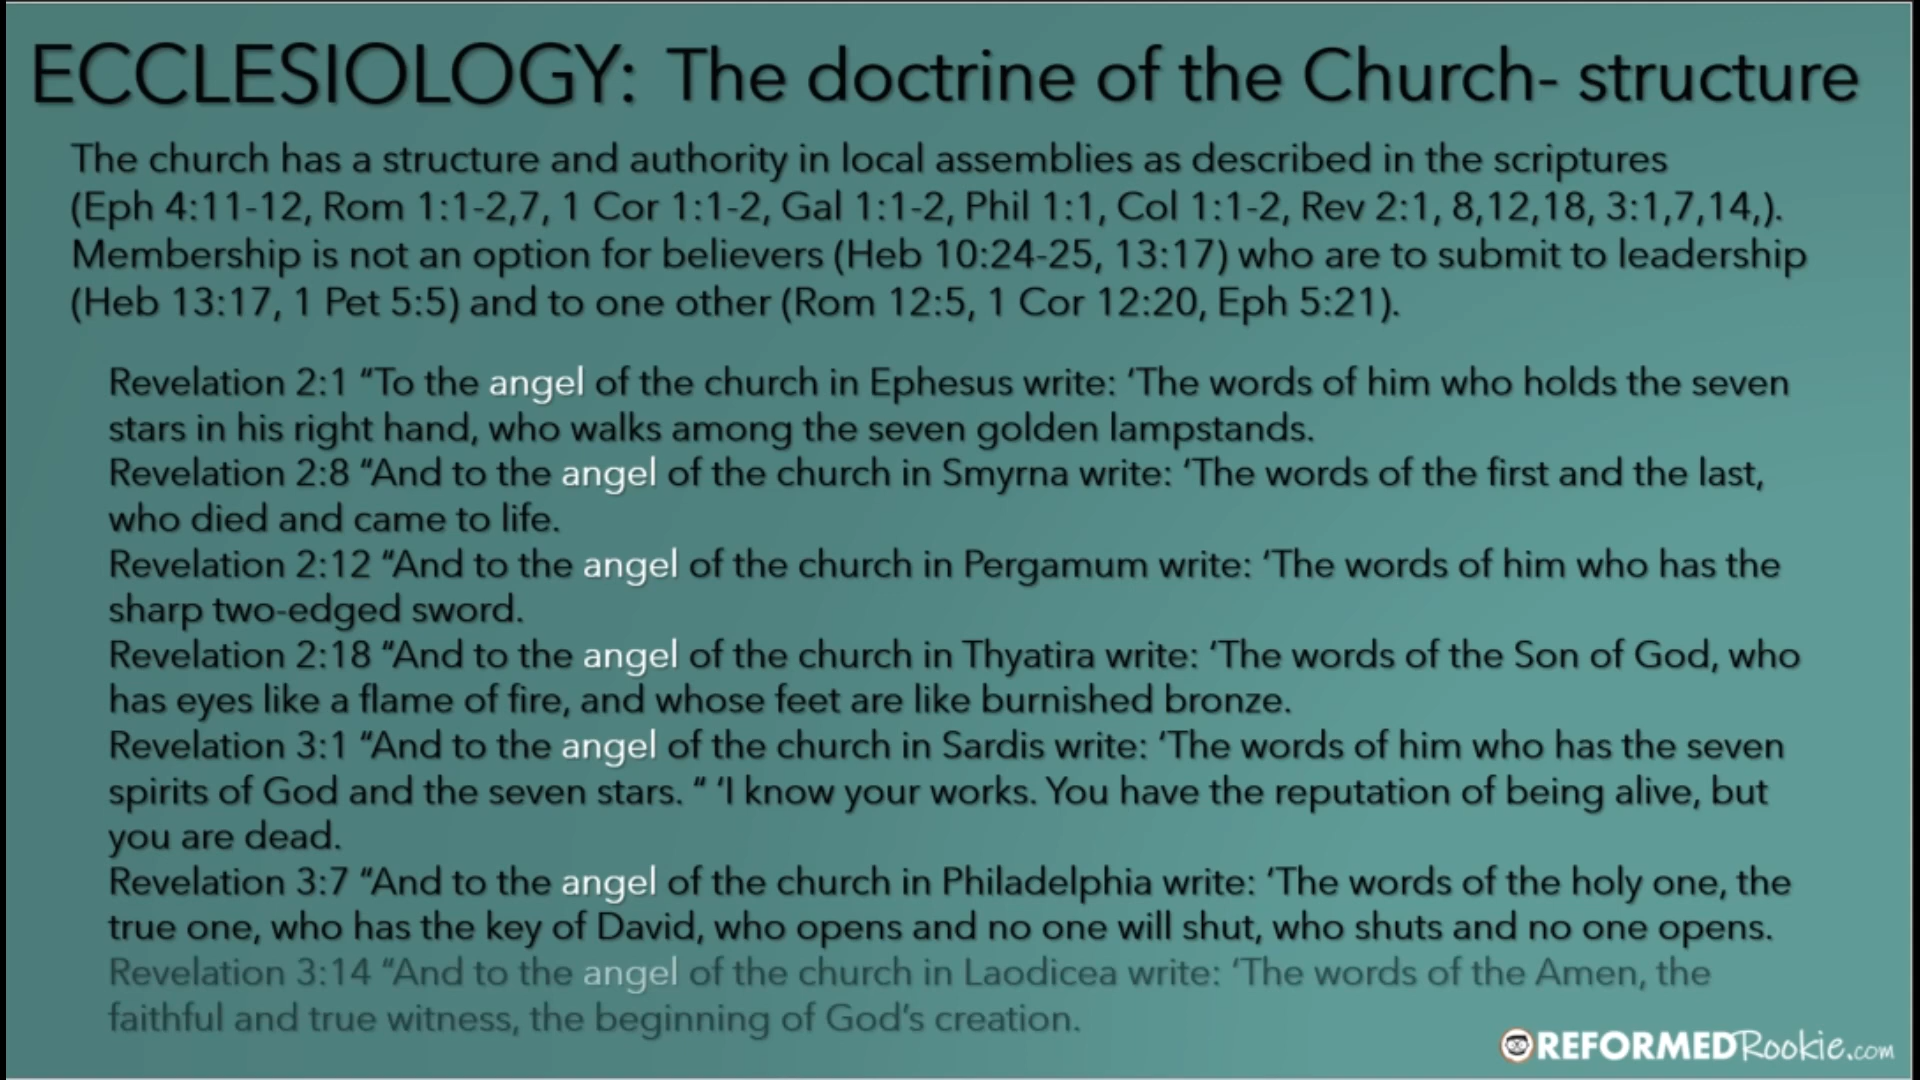 ECCLESIOLOGY: The doctrine of the Church- structure
The church has a structure and authority in local assemblies as described in the scriptures
(Eph 4:11-12, Rom 1:1-2,7, 1 Cor 1:1-2, Gal 1:1-2, Phil 1:1, Col 1:1-2, Rev 2:1, 8,12,18, 3:1,7,14,).
Membership is not an option for believers (Heb 10:24-25, 13:17) who are to submit to leadership
(Heb 13:17, 1 Pet 5:5) and to one other (Rom 12:5, 1 Cor 12:20, Eph 5:21).
Revelation 2:1 “To the angel of the church in Ephesus write: ‘The words of him who holds the seven
stars in his right hand, who walks among the seven golden lampstands.
Revelation 2:8 “And to the angel of the church in Smyrna write: ‘The words of the first and the last,
who died and came to life.
Revelation 2:12 “And to the angel of the church in Pergamum write: ‘The words of him who has the
sharp two-edged sword.
Revelation 2:18 “And to the angel of the church in Thyatira write: ‘The words of the Son of God, who
has eyes like a flame of fire, and whose feet are like burnished bronze.
Revelation 3:1 “And to the angel of the church in Sardis write: ‘The words of him who has the seven
spirits of God and the seven stars. “ ‘I know your works. You have the reputation of being alive, but
you are dead.
Revelation 3:7 “And to the angel of the church in Philadelphia write: ‘The words of the holy one, the
true one, who has the key of David, who opens and no one will shut, who shuts and no one opens.
Revelation 3:14 “And to the angel of the church in Laodicea write: ‘The words of the Amen, the
faithful and true witness, the beginning of God’s creation.
REFORMEDRookie.com